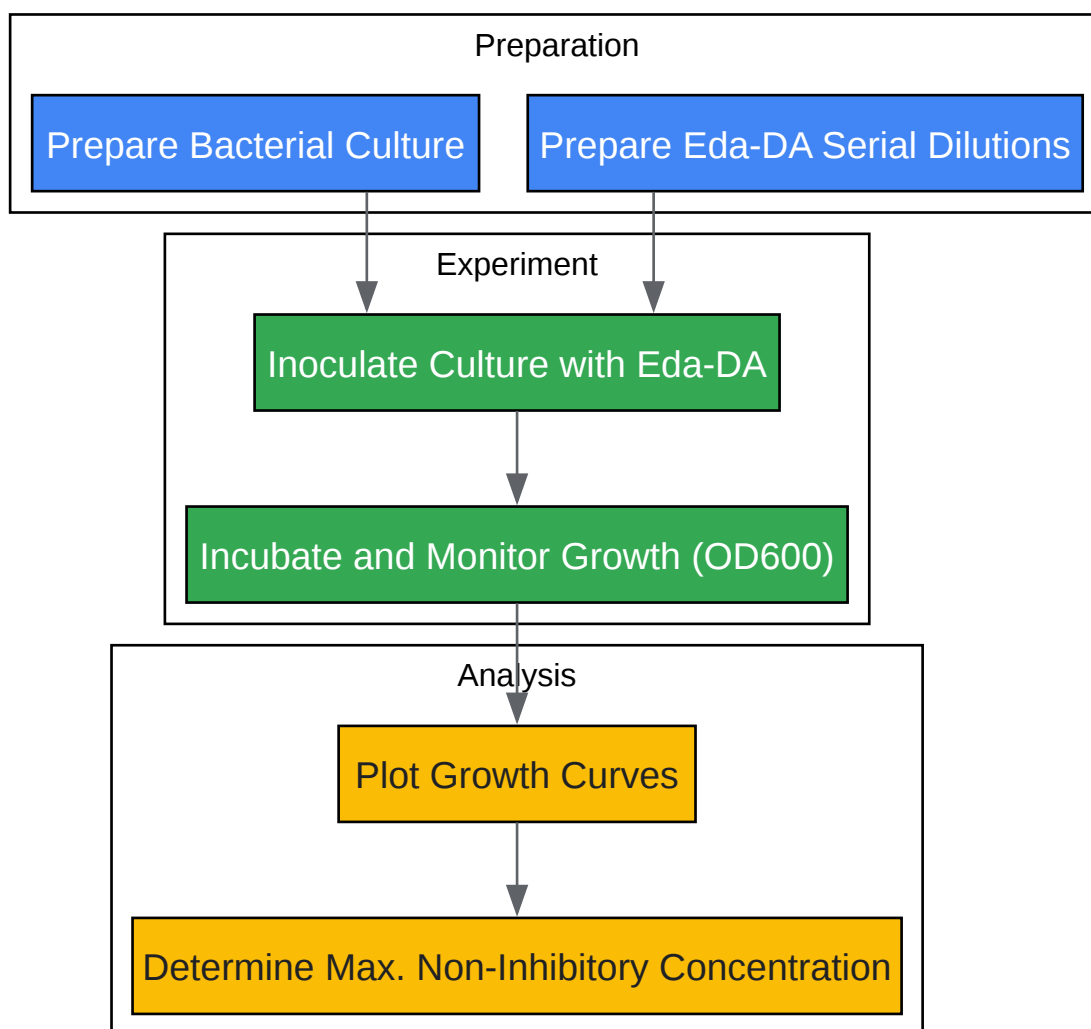 Preparation
Prepare Bacterial Culture
Prepare Eda-DA Serial Dilutions
Experiment
Inoculate Culture with Eda-DA
Incubate and Monitor Growth (OD600)
Analysis
Plot Growth Curves
Determine Max. Non-Inhibitory Concentration